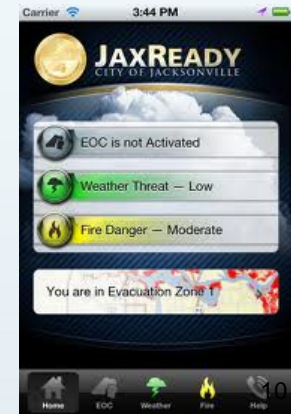 Carrier 3:44 PM
JAXREADY
CITY OF JACKSONVILLE
EOC is not Activated
Weather Threat — Low
Fire Danger — Moderate
You are in Evacuation Zone 1
Home EOC Weather Fire Help
10